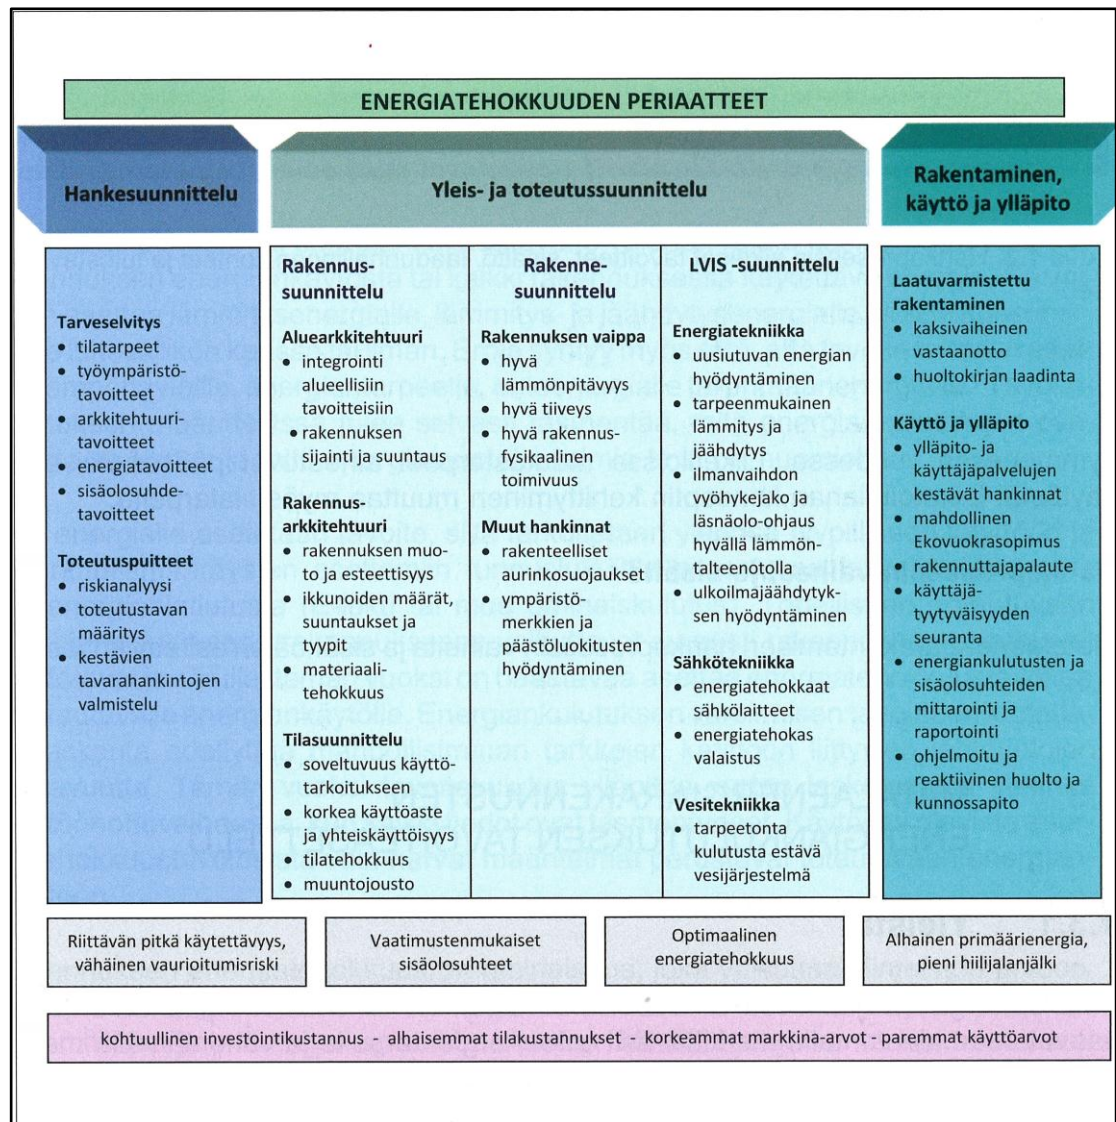 ENERGIATEHOKKUUDEN PERIAATTEET
Hankesuunnittelu
Tarveselvitys
• tilatarpeet
• työympäristö-
tavoitteet
• arkkitehtuuri-
tavoitteet
• energiatavoitteet
• sisäolosuhde-
tavoitteet
Toteutuspuitteet
• riskianalyysi,
toteutustavan
määritys
• kestävien
tavarahankintojen
valmistelu
Yleis- ja toteutussuunnittelu
Rakennus-
suunnittelu
Aluearkkitehtuuri
• integrointi
alueellisiin
tavoitteisiin
• rakennuksen
sijainti ja suuntaus
Rakennus-
arkkitehtuuri
• rakennuksen muo-
to ja esteettisyys
• ikkunoiden määrät,
suuntaukset ja
tyypit
• materiaali-
tehokkuus
Tilasuunnittelu
• soveltuvuus käyttö-
tarkoitukseen
• korkea käyttöaste
ja yhteiskäyttöisyys
• tilatehokkuus
• muuntojousto
Rakenne-
suunnittelu
Rakennuksen vaippa
• hyvä
lämmönpitävyys
• hyvä tiiveys
• hyvä rakennus-
fysikaalinen
toimivuus
Muut hankinnat
• rakenteelliset
aurinkosuojaukset
• ympäristö-
merkkien ja
päästöluokitusten
hyödyntäminen
LVIS -suunnittelu
Energiatekniikka
• uusiutuvan energian
hyödyntäminen
• tarpeenmukainen
lämmitys ja
jäähdytys
• ilmanvaihdon
vyöhykejako ja
läsnäolo-ohjaus
hyvällä lämmön-
talteenotolla
• ulkoilmajäähdytyk-
sen hyödyntäminen
Sähkötekniikka
• energiatehokkaat
sähkölaitteet
• energiatehokas
valaistus
Vesitekniikka
• tarpeetonta
kulutusta estävä
vesijärjestelmä
Rakentaminen,
käyttö ja ylläpito
Laatuvarmistettu
rakentaminen
• kaksivaiheinen
vastaanotto
• huoltokirjan laadinta
Käyttö ja ylläpito
• ylläpito- ja
käyttäjäpalvelujen
kestävät hankinnat
• mahdollinen
Ekovuokrasopimus
• rakennuttajapalaute
• käyttäjä-
tyytyväisyyden
seuranta
• energiankulutusten ja
sisäolosuhteiden
mittarointi ja
raportointi
• ohjelmoitu ja
reaktiivinen huolto ja
kunnossapito
Riittävän pitkä käytettävyys,
vähäinen vaurioitumisriski
Vaatimustenmukaiset
sisäolosuhteet
Optimaalinen
energiatehokkuus
Alhainen primäärienergia,
pieni hiilijalanjälki
kohtuullinen investointikustannus - alhaisemmat tilakustannukset - korkeammat markkina-arvot - paremmat käyttöarvot